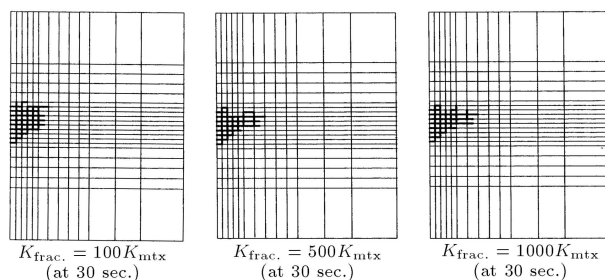 K_frac. = 100K_mtx
(at 30 sec.)
K_frac. = 500K_mtx
(at 30 sec.)
K_frac. = 1000K_mtx
(at 30 sec.)